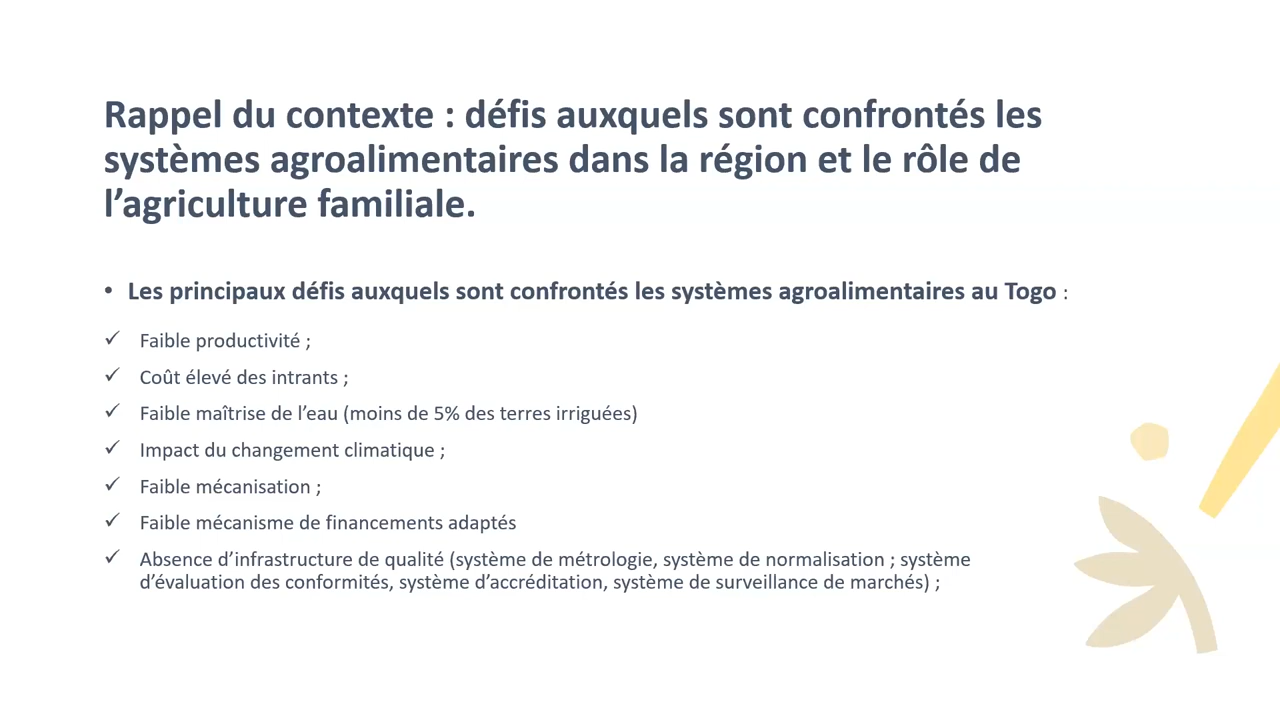 Rappel du contexte : défis auxquels sont confrontés les
systèmes agroalimentaires dans la région et le rôle de
l’agriculture familiale.
• Les principaux défis auxquels sont confrontés les systèmes agroalimentaires au Togo :
✓ Faible productivité ;
✓ Coût élevé des intrants ;
✓ Faible maîtrise de l’eau (moins de 5% des terres irriguées)
✓ Impact du changement climatique ;
✓ Faible mécanisation ;
✓ Faible mécanisme de financements adaptés
✓ Absence d’infrastructure de qualité (système de métrologie, système de normalisation ; système
d’évaluation des conformités, système d’accréditation, système de surveillance de marchés) ;